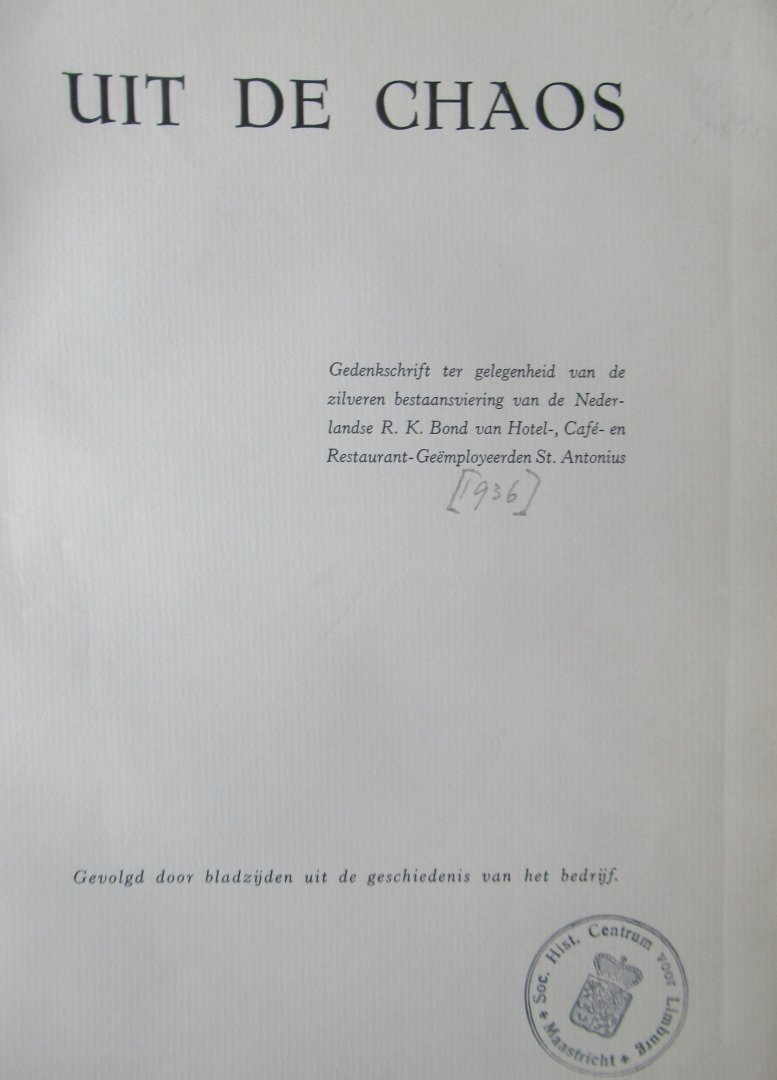 UIT DE CHAOS
Gedenkschrift ter gelegenheid van de
zilveren bestaansviering van de Neder-
landse R. K. Bond van Hotel-, Café- en
Restaurant-Geëmployeerden St. Antonius
[1936]
Gevolgd door bladzijden uit de geschiedenis van het bedrijf.
* Soc. Hist. Centrum voor Limburg
* Maastricht *